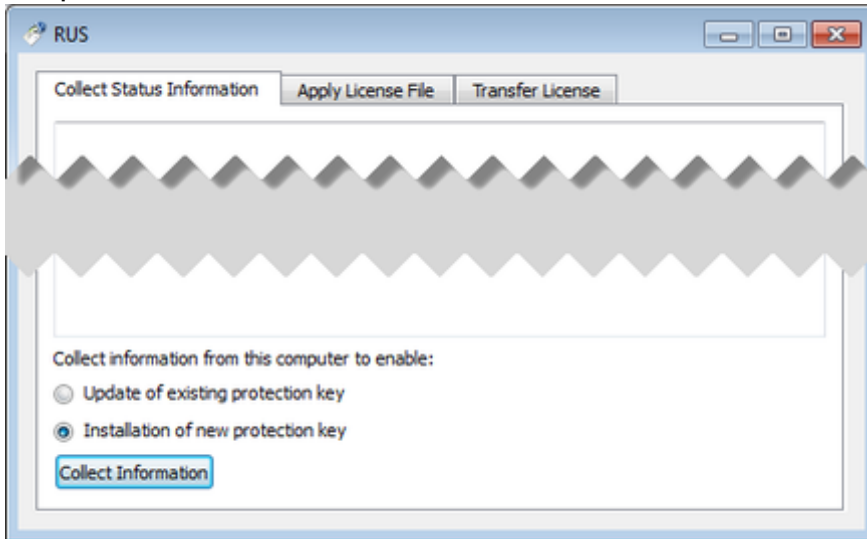 RUS
Collect Status Information Apply License File Transfer License
Collect information from this computer to enable:
Update of existing protection key
Installation of new protection key
Collect Information